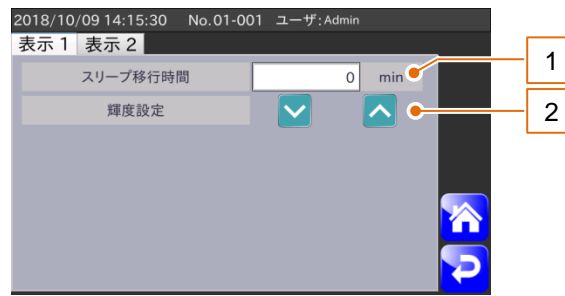 2018/10/09 14:15:30 No.01-001 ユーザ:Admin
表示 1 表示 2
スリープ移行時間 0 min
1
輝度設定
2